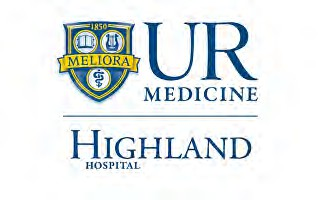 1850
MELIORA
UR
MEDICINE
HIGHLAND
HOSPITAL